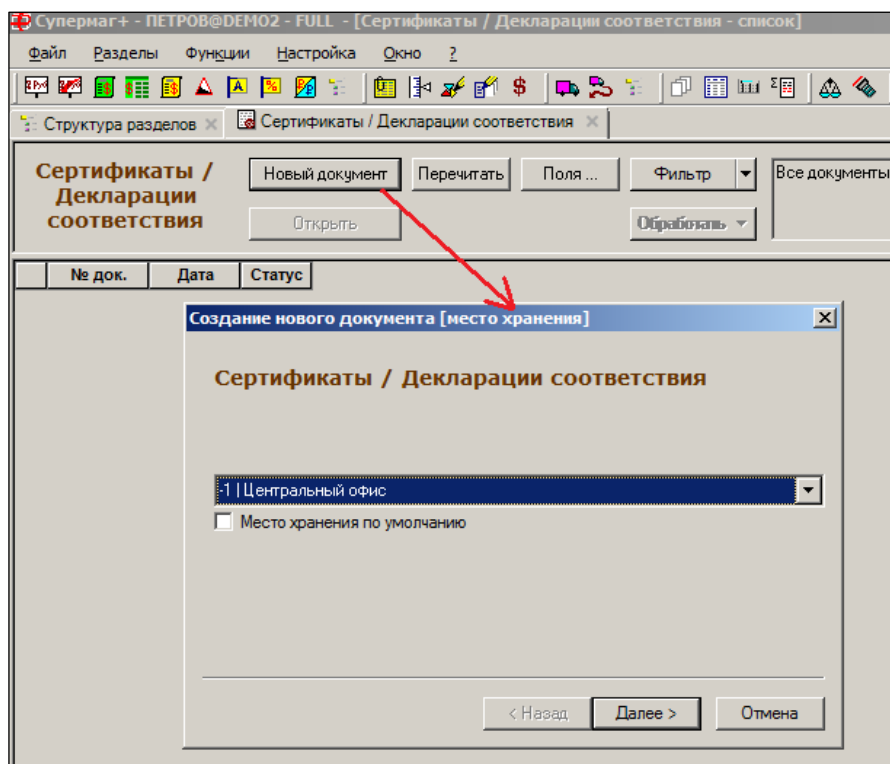 Супермаг+ - ПЕТРОВ@DEMO2 - FULL - [Сертификаты / Декларации соответствия - список]
Файл Разделы Функции Настройка Окно ?
Структура разделов × Сертификаты / Декларации соответствия ×
Сертификаты / Декларации соответствия
Новый документ Перечитать Поля ... Фильтр Все документы
Открыть Обработать
№ док. Дата Статус
Создание нового документа [место хранения]
Сертификаты / Декларации соответствия
-1 | Центральный офис
Место хранения по умолчанию
< Назад Далее > Отмена